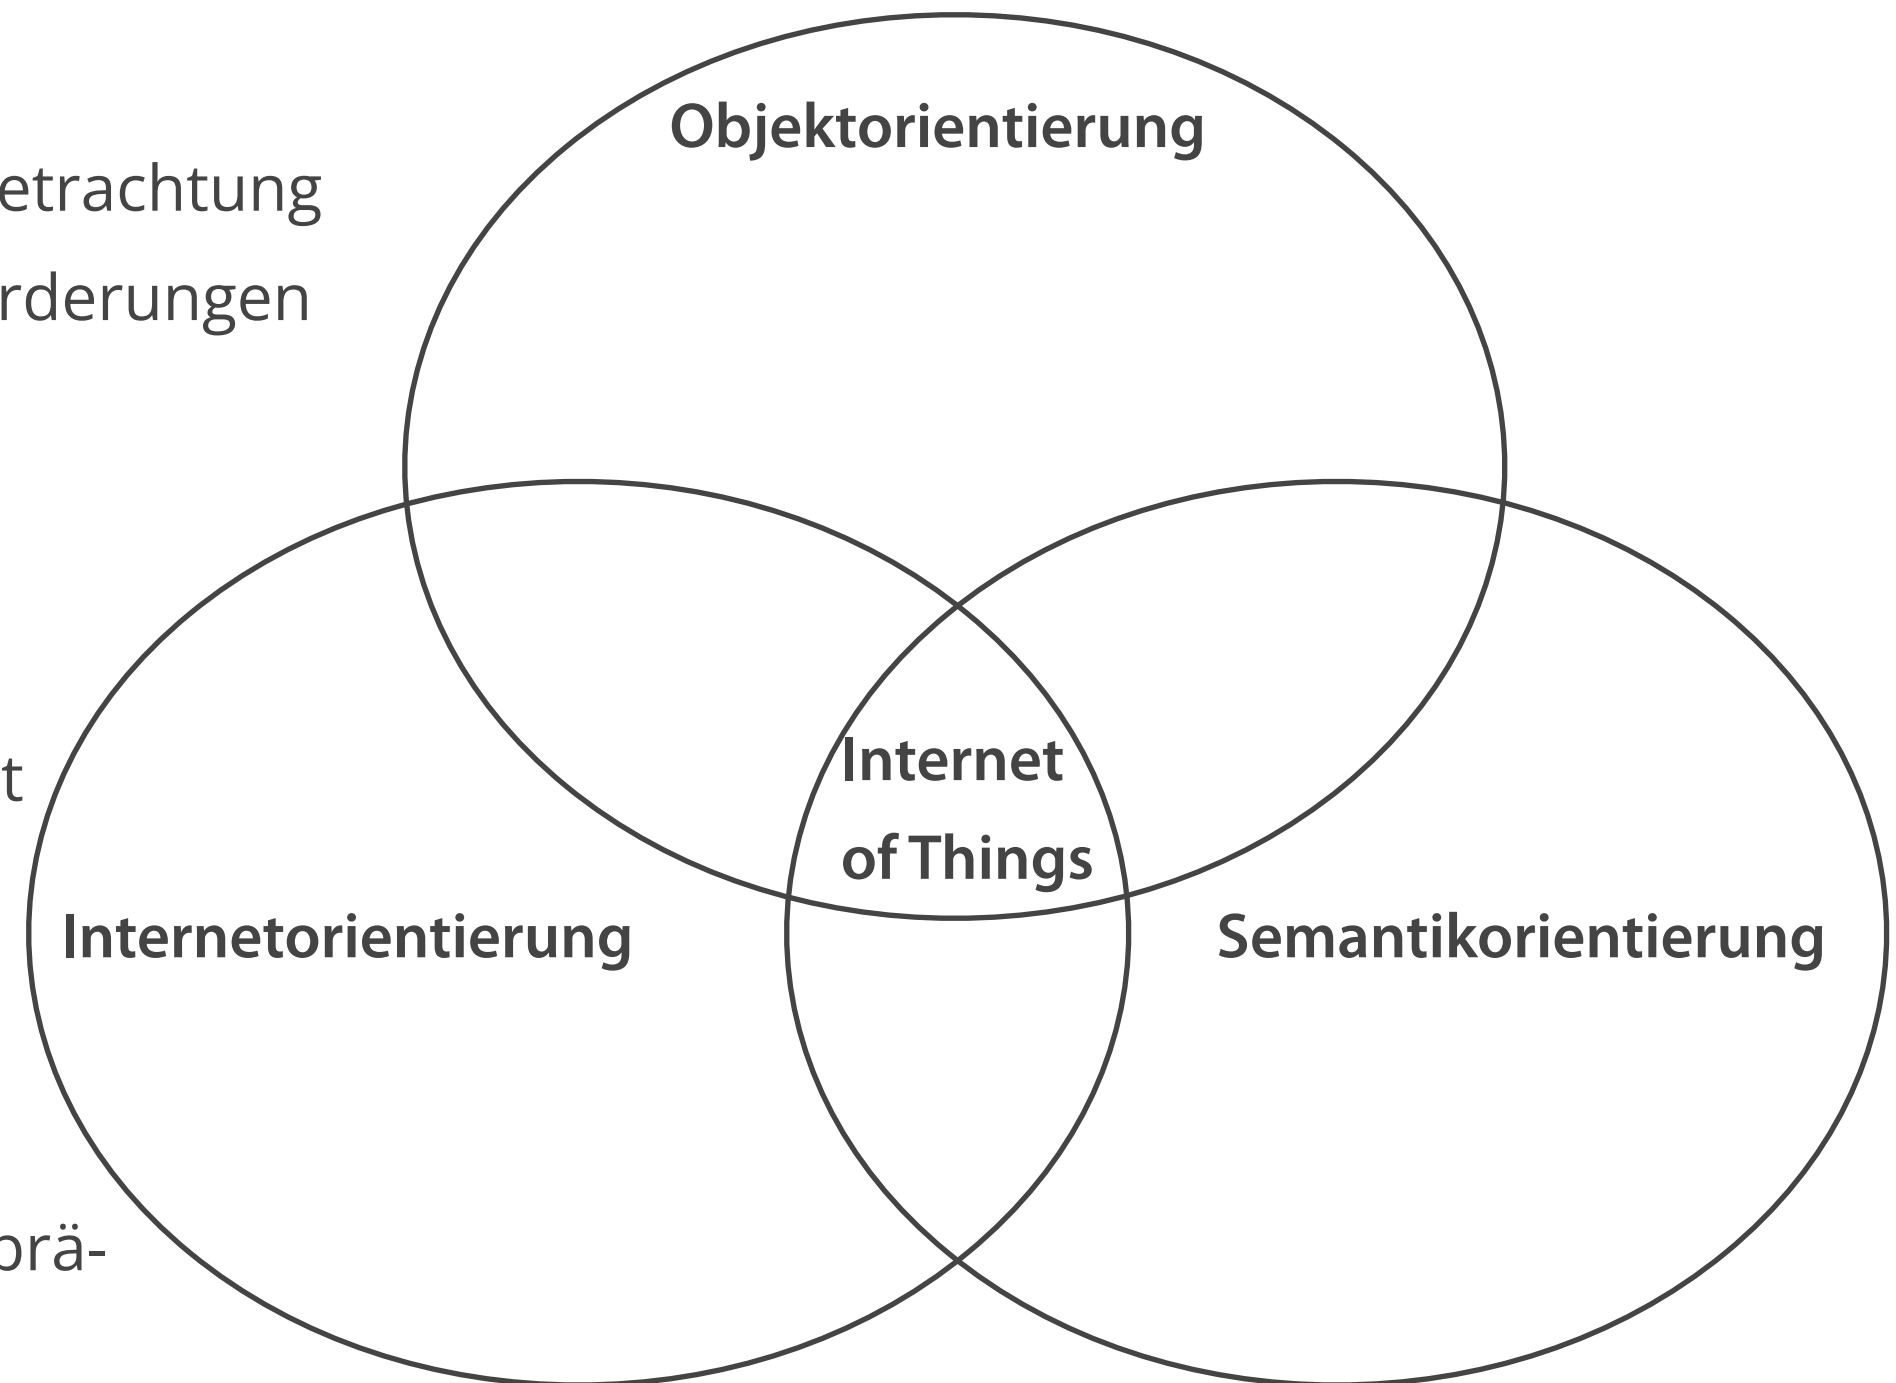 Objektorientierung
etrachtung
rderungen
Internet
t
of Things
Internetorientierung
Semantikorientierung
prä-